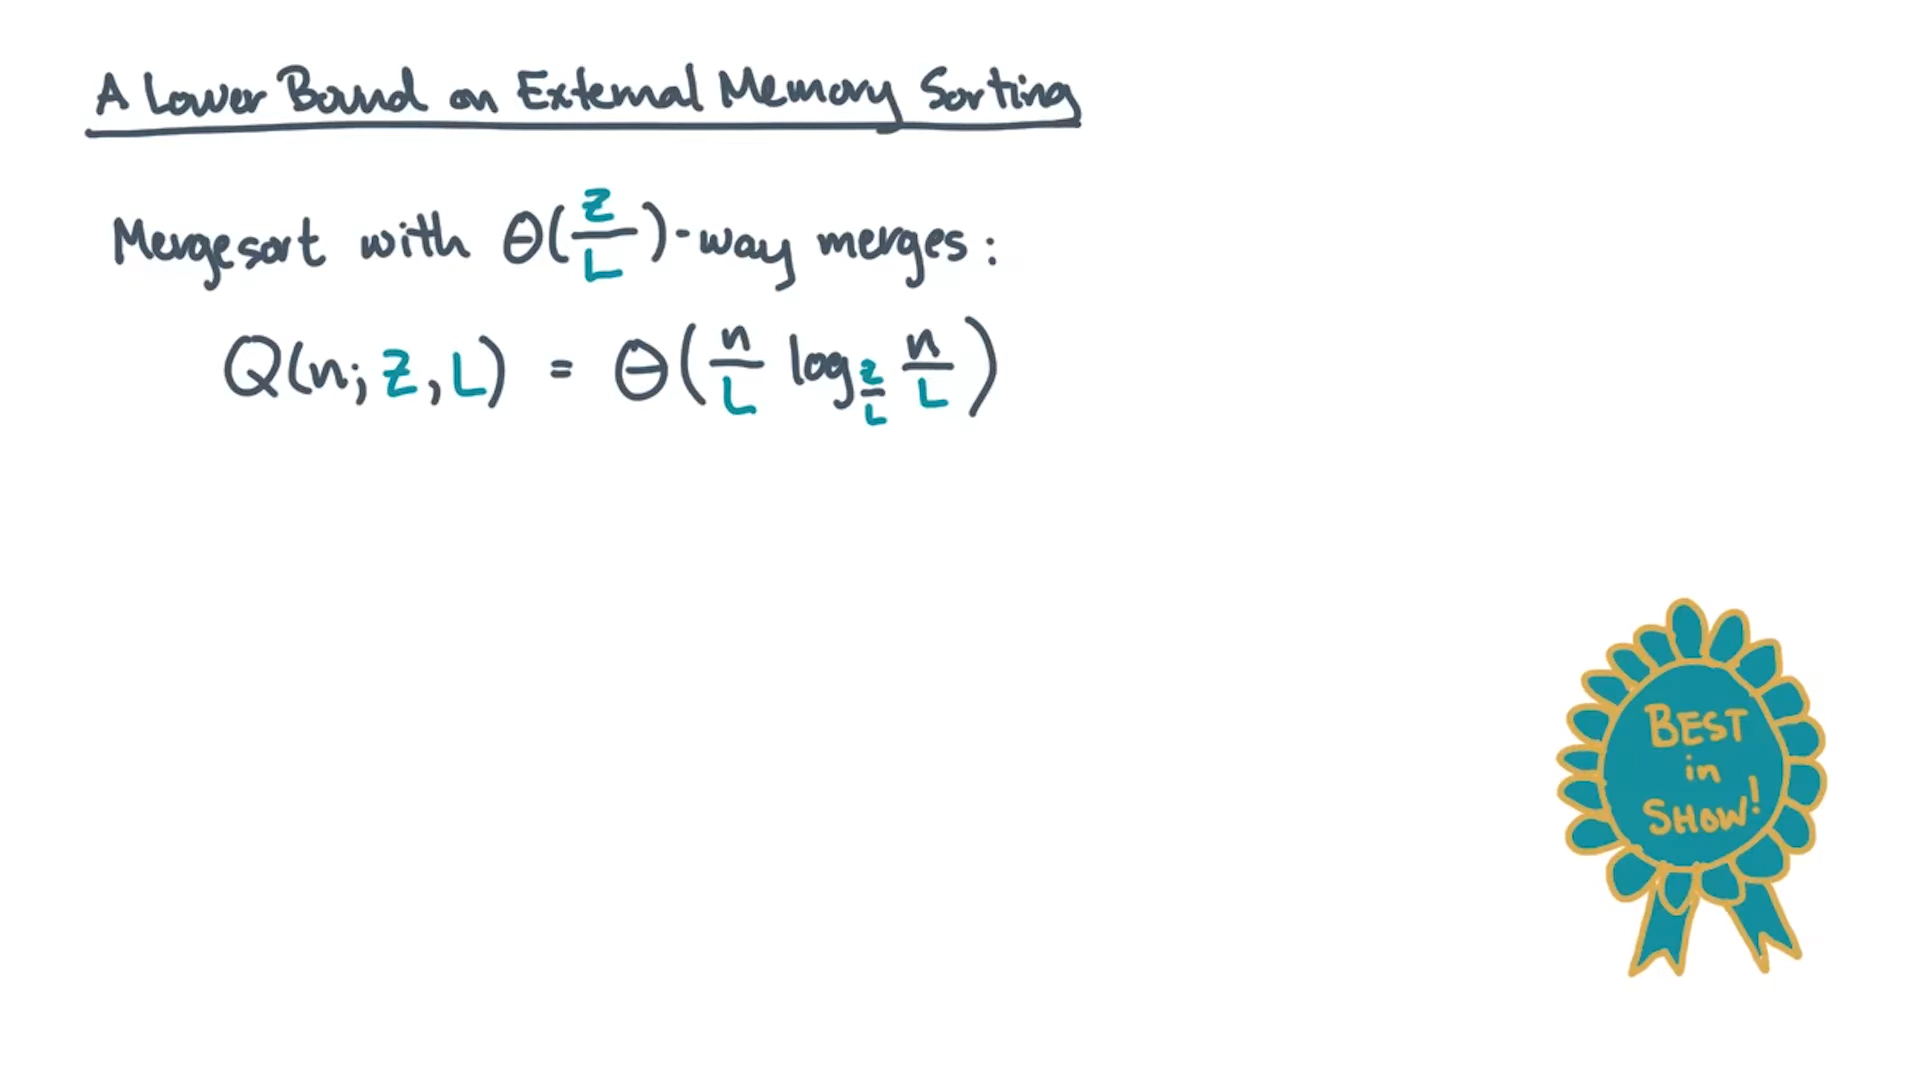 A Lower Bound on External Memory Sorting
Mergesort with Θ(Z/L)-way merges:
Q(n; Z, L) = Θ(n/L log_{Z/L} n/L)
BEST
in
SHOW!